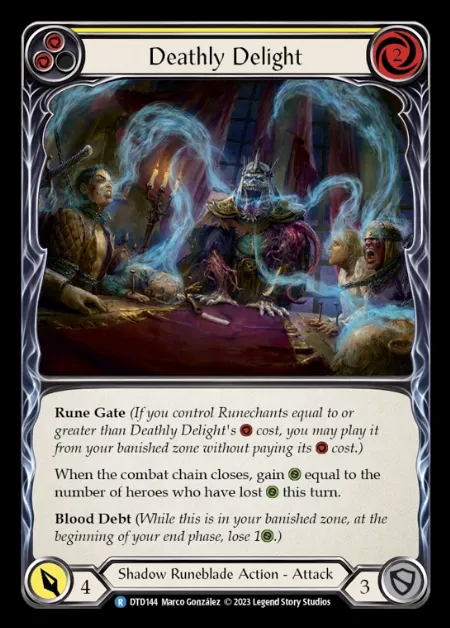 Deathly Delight
2
Rune Gate (If you control Runechants equal to or
greater than Deathly Delight's cost, you may play it
from your banished zone without paying its cost.)
When the combat chain closes, gain equal to the
number of heroes who have lost this turn.
Blood Debt (While this is in your banished zone, at the
beginning of your end phase, lose 1.)
4
Shadow Runeblade Action - Attack
3
R DTD144 Marco González © 2023 Legend Story Studios